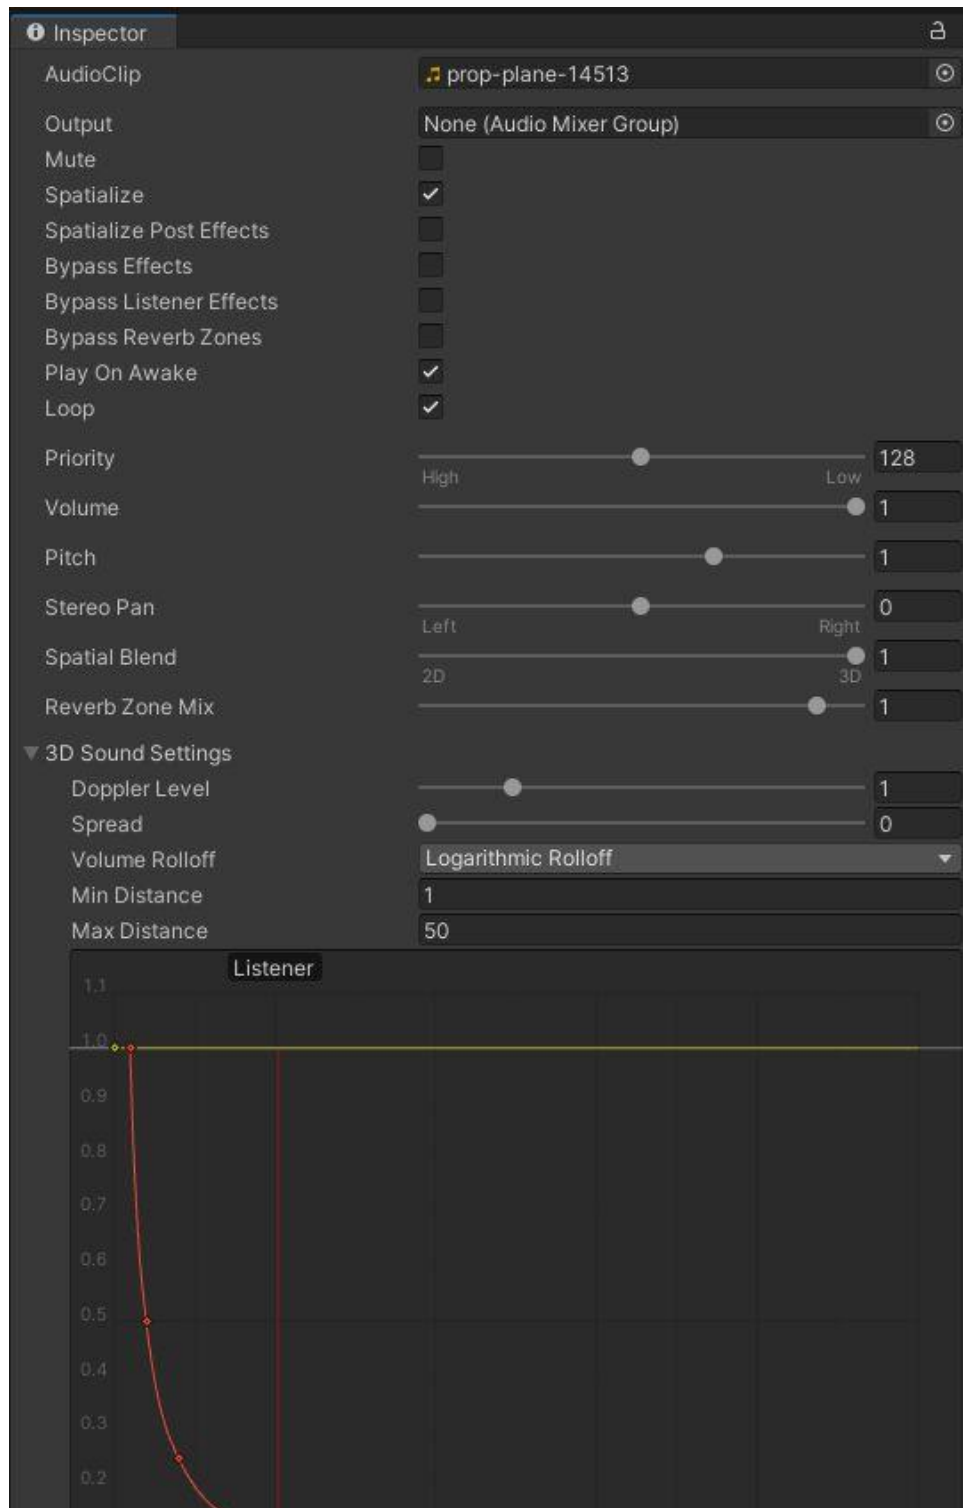 Inspector
AudioClip prop-plane-14513
Output None (Audio Mixer Group)
Mute
Spatialize
Spatialize Post Effects
Bypass Effects
Bypass Listener Effects
Bypass Reverb Zones
Play On Awake
Loop
Priority 128
High Low
Volume 1
Pitch 1
Stereo Pan 0
Left Right
Spatial Blend 1
2D 3D
Reverb Zone Mix 1
3D Sound Settings
Doppler Level 1
Spread 0
Volume Rolloff Logarithmic Rolloff
Min Distance 1
Max Distance 50
Listener
1.1
1.0
0.9
0.8
0.7
0.6
0.5
0.4
0.3
0.2